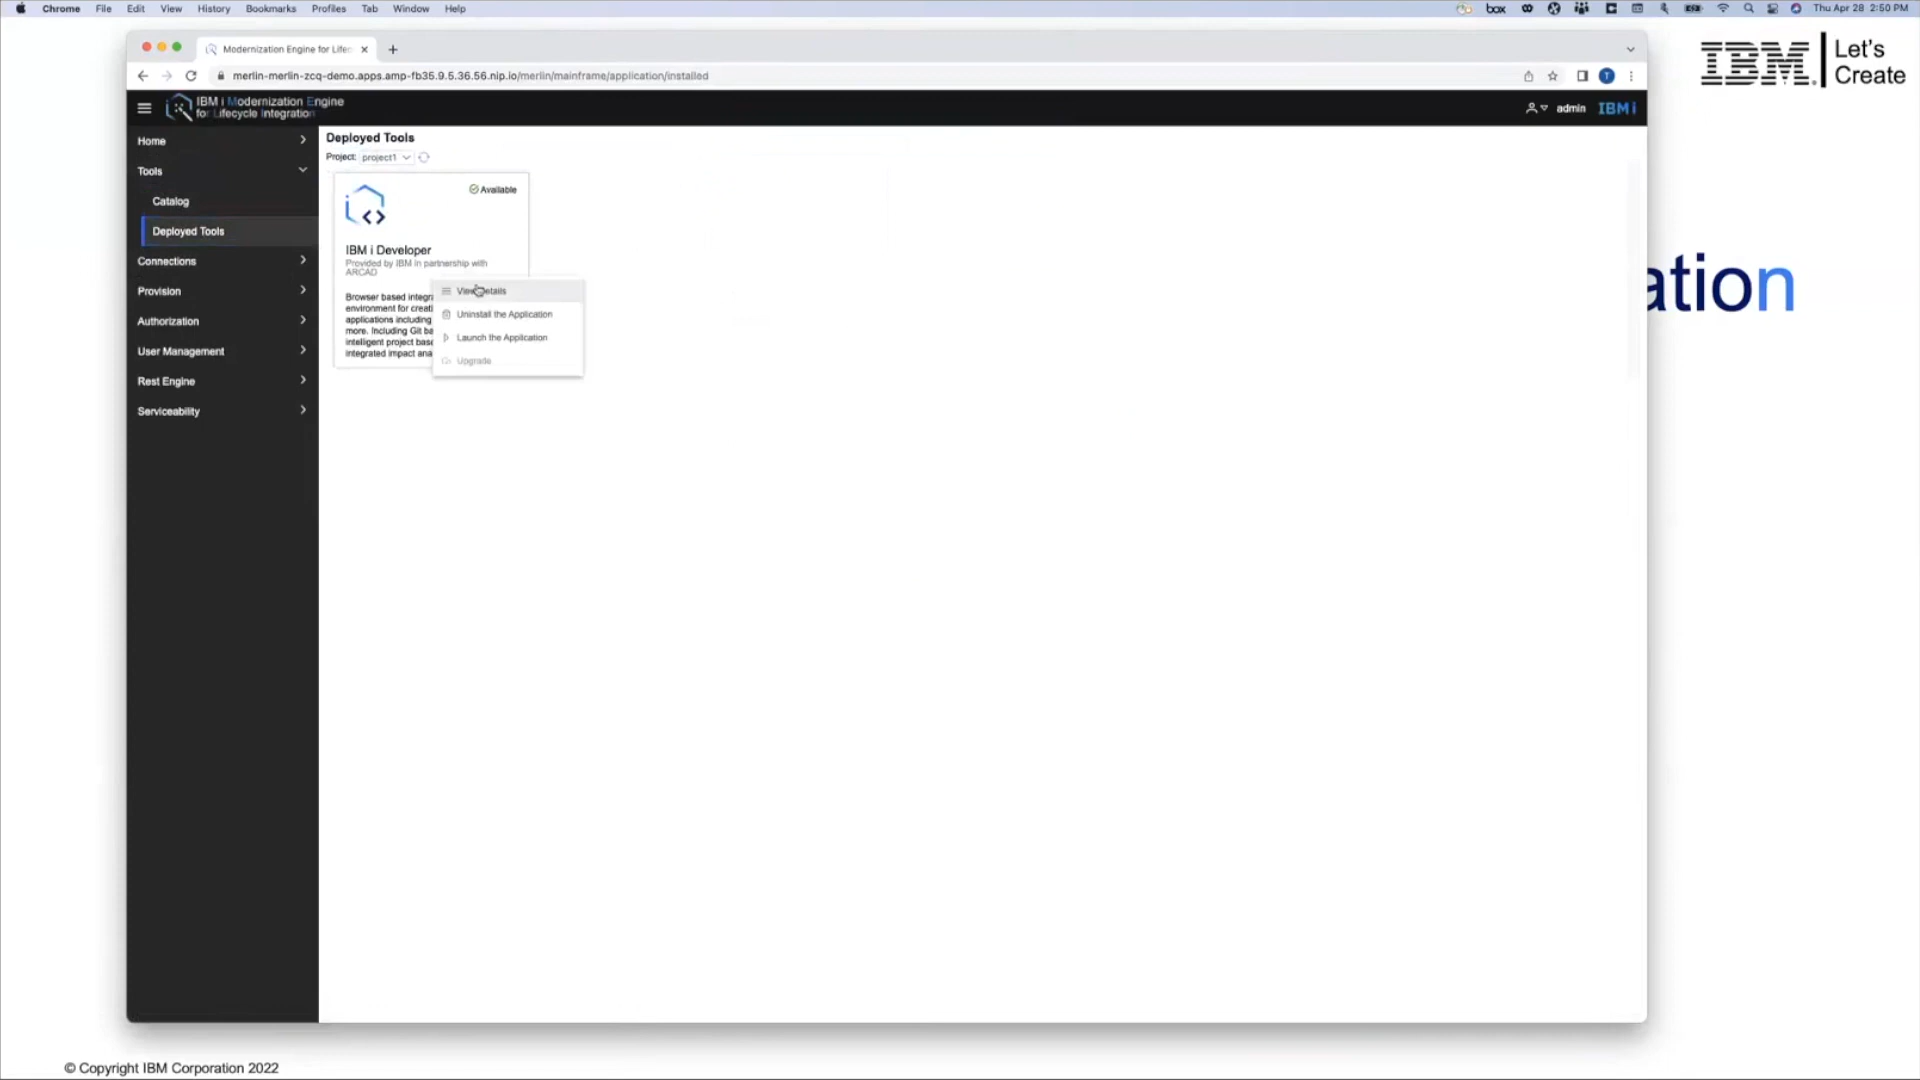 Chrome File Edit View History Bookmarks Profiles Tab Window Help
box
Thu Apr 28 2:50 PM
Modernization Engine for Lifec
merlin-merlin-zcq-demo.apps.amp-fb35.9.5.36.56.nip.io/merlin/mainframe/application/installed
T
IBM
Let's
Create
IBM i Modernization Engine
for Lifecycle Integration
admin
IBM i
Home
Tools
Catalog
Deployed Tools
Connections
Provision
Authorization
User Management
Rest Engine
Serviceability
Deployed Tools
Project: project1
Available
IBM i Developer
Provided by IBM in partnership with
ARCAD
Browser based integra
environment for creati
applications including
more. Including Git ba
intelligent project base
integrated impact ana
View Details
Uninstall the Application
Launch the Application
Upgrade
ation
© Copyright IBM Corporation 2022